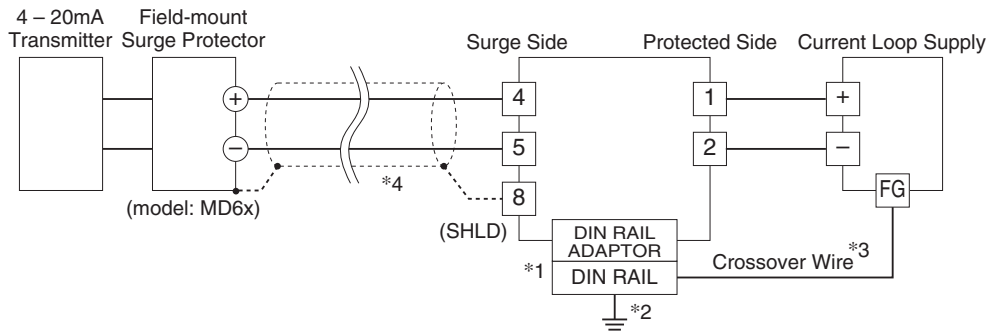 4 – 20mA
Transmitter
Field-mount
Surge Protector
Surge Side
Protected Side
Current Loop Supply
+
4
1
+
–
5
2
–
*4
8
FG
(model: MD6x)
(SHLD)
DIN RAIL
ADAPTOR
*1
DIN RAIL
Crossover Wire*3
*2